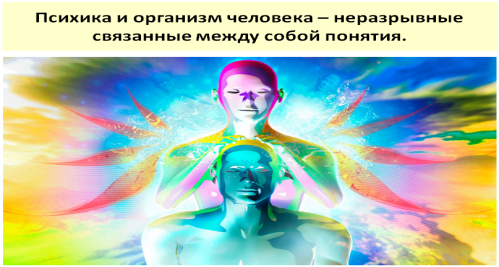 Психика и организм человека – неразрывные
связанные между собой понятия.